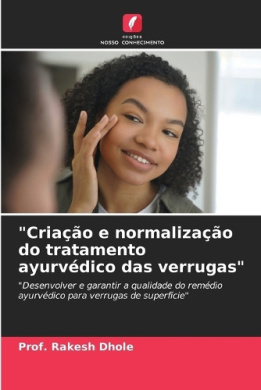 edições
NOSSO CONHECIMENTO
"Criação e normalização
do tratamento
ayurvédico das verrugas"
"Desenvolver e garantir a qualidade do remédio
ayurvédico para verrugas de superfície"
Prof. Rakesh Dhole